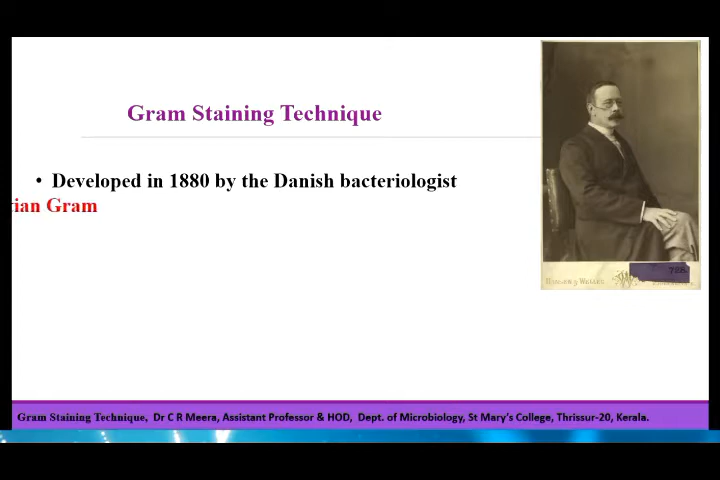 Gram Staining Technique
• Developed in 1880 by the Danish bacteriologist
tian Gram
728
Gram Staining Technique, Dr C R Meera, Assistant Professor & HOD, Dept. of Microbiology, St Mary's College, Thrissur-20, Kerala.